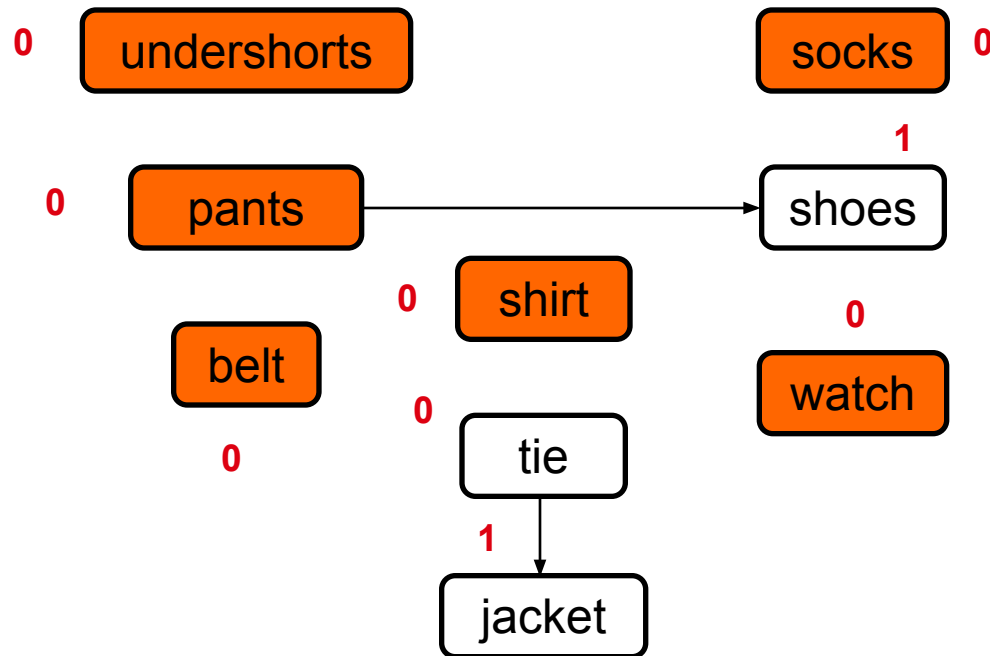 0 undershorts socks 0
1
0 pants shoes
0 shirt 0
belt watch
0 tie
0
1
jacket